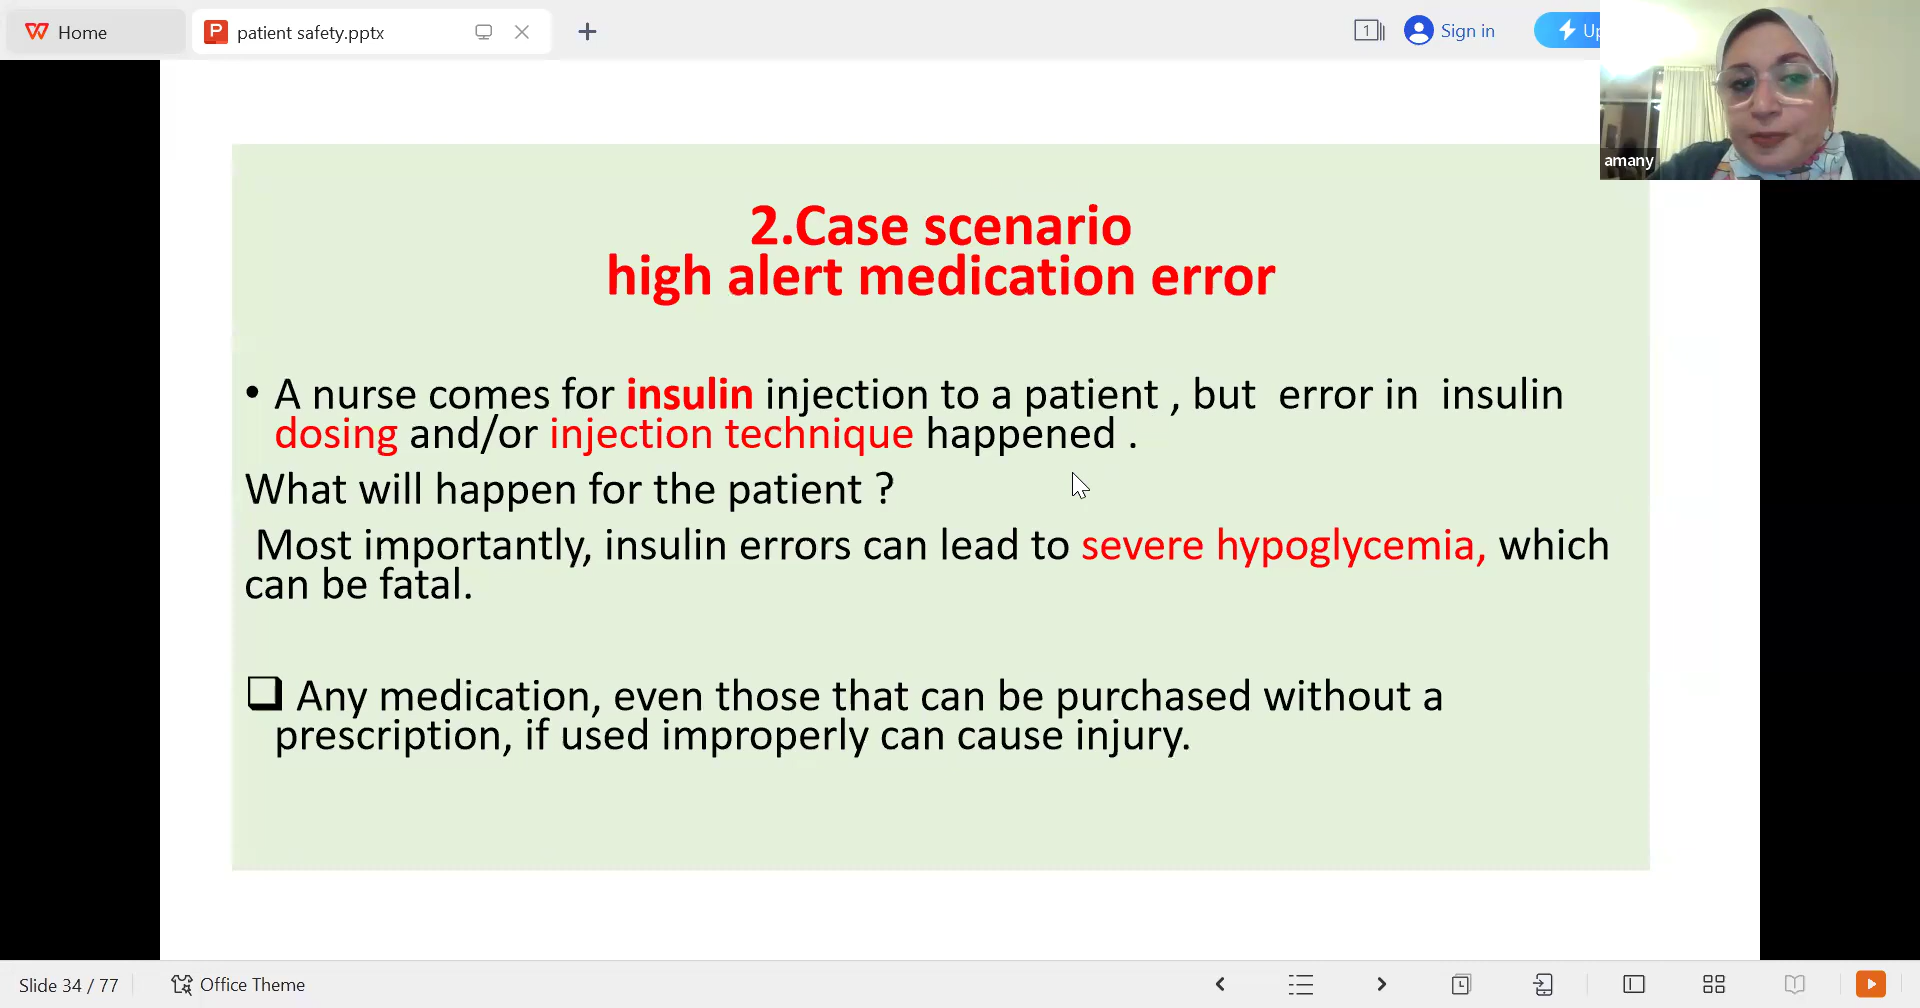 Home
patient safety.pptx
1
Sign in
amany
2.Case scenario
high alert medication error
• A nurse comes for insulin injection to a patient , but error in insulin
dosing and/or injection technique happened .
What will happen for the patient ?
Most importantly, insulin errors can lead to severe hypoglycemia, which
can be fatal.
❑ Any medication, even those that can be purchased without a
prescription, if used improperly can cause injury.
Slide 34 / 77
Office Theme